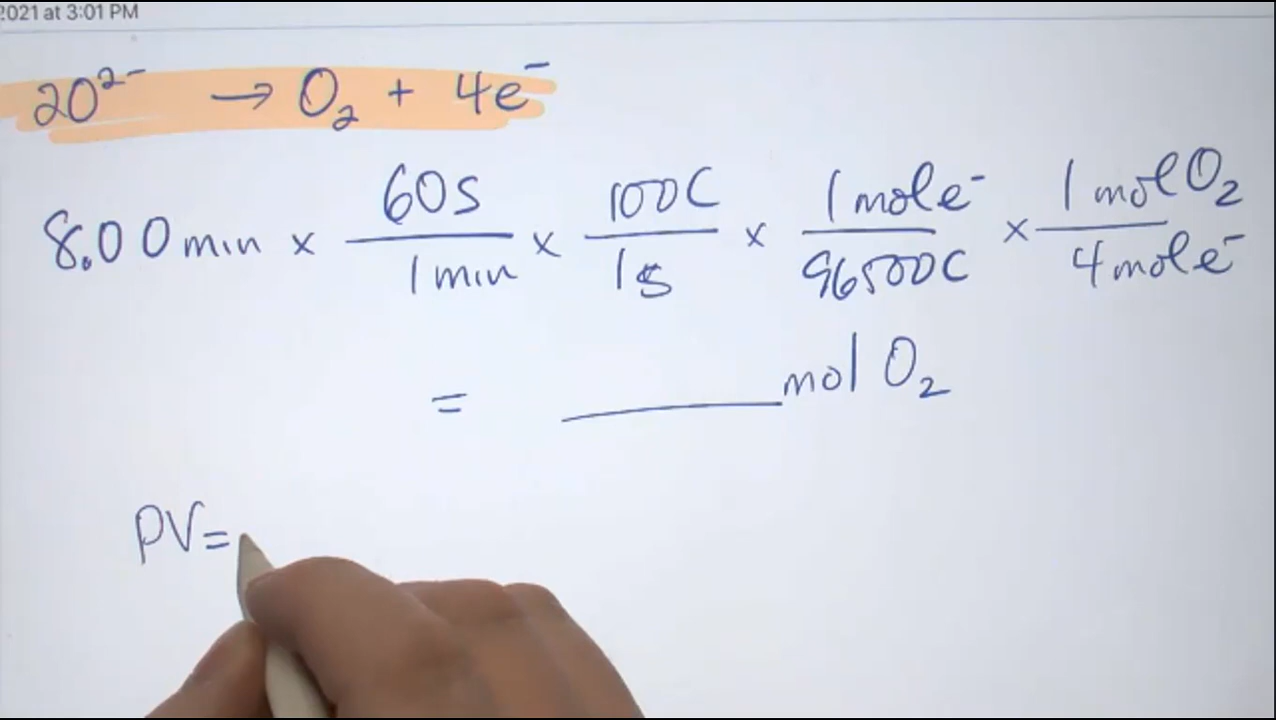 2021 at 3:01 PM
2O²⁻ → O₂ + 4e⁻
8.00 min × 60s/1 min × 100C/1s × 1 mol e⁻/96500C × 1 mol O₂/4 mol e⁻
= ______ mol O₂
PV=